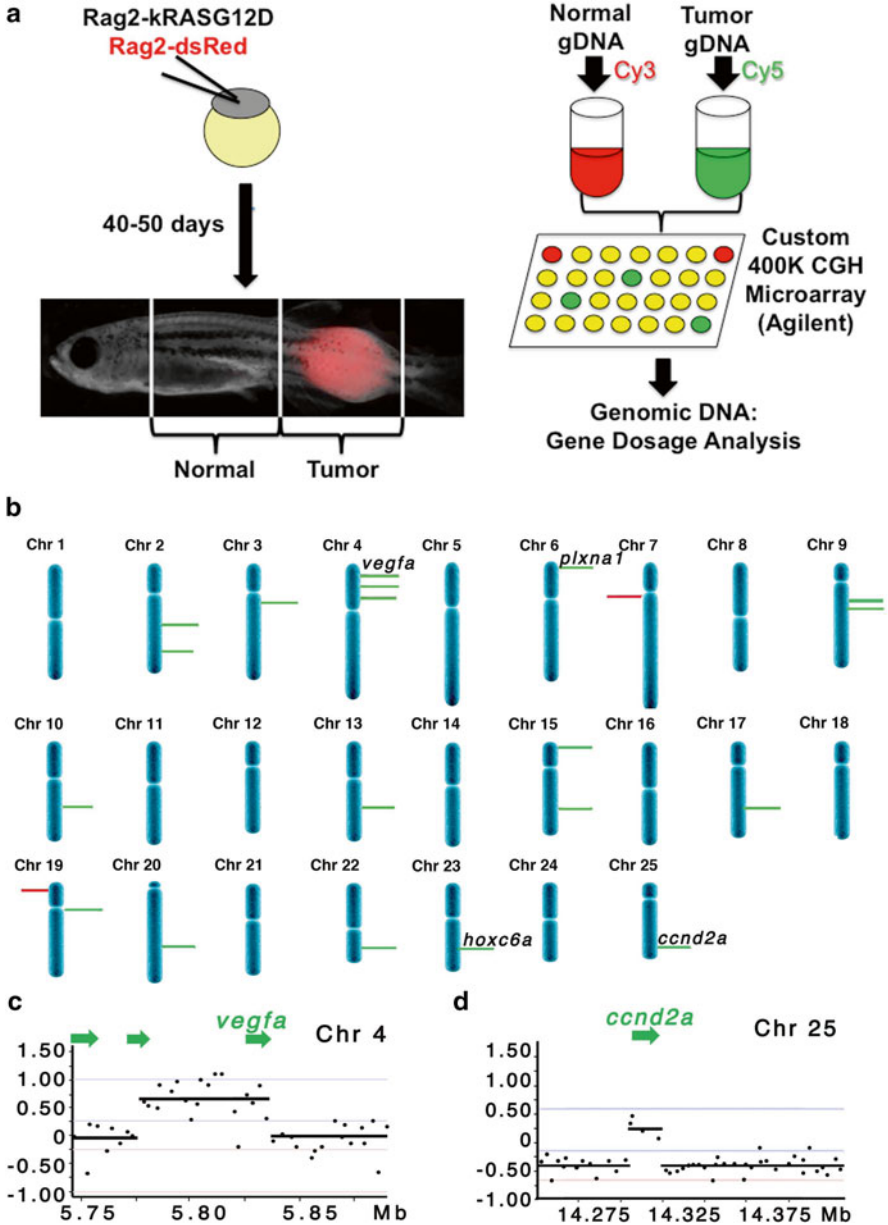 a
Rag2-kRASG12D
Rag2-dsRed
40-50 days
Normal
Tumor
Normal
gDNA
Tumor
gDNA
Cy3
Cy5
Custom
400K CGH
Microarray
(Agilent)
Genomic DNA:
Gene Dosage Analysis
b
Chr 1
Chr 2
Chr 3
Chr 4
vegfa
Chr 5
Chr 6
plxna1
Chr 7
Chr 8
Chr 9
Chr 10
Chr 11
Chr 12
Chr 13
Chr 14
Chr 15
Chr 16
Chr 17
Chr 18
Chr 19
Chr 20
Chr 21
Chr 22
Chr 23
hoxc6a
Chr 24
Chr 25
ccnd2a
c
vegfa
Chr 4
1.50
1.00
0.50
0
-0.50
-1.00
5.75
5.80
5.85
Mb
d
ccnd2a
Chr 25
1.50
1.00
0.50
0
-0.50
-1.00
14.275
14.325
14.375
Mb